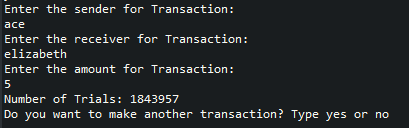 Enter the sender for Transaction:
ace
Enter the receiver for Transaction:
elizabeth
Enter the amount for Transaction:
5
Number of Trials: 1843957
Do you want to make another transaction? Type yes or no